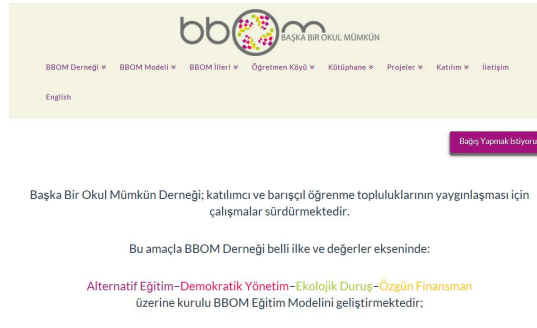 bbom
BAŞKA BİR OKUL MÜMKÜN
BBOM Derneği BBOM Modeli BBOM İlleri Öğretmen Köyü Kütüphane Projeler Katılım İletişim
English
Bağış Yapmak İstiyoru
Başka Bir Okul Mümkün Derneği; katılımcı ve barışçıl öğrenme topluluklarının yaygınlaşması için
çalışmalar sürdürmektedir.
Bu amaçla BBOM Derneği belli ilke ve değerler ekseninde:
Alternatif Eğitim–Demokratik Yönetim–Ekolojik Duruş–Özgün Finansman
üzerine kurulu BBOM Eğitim Modelini geliştirmektedir;